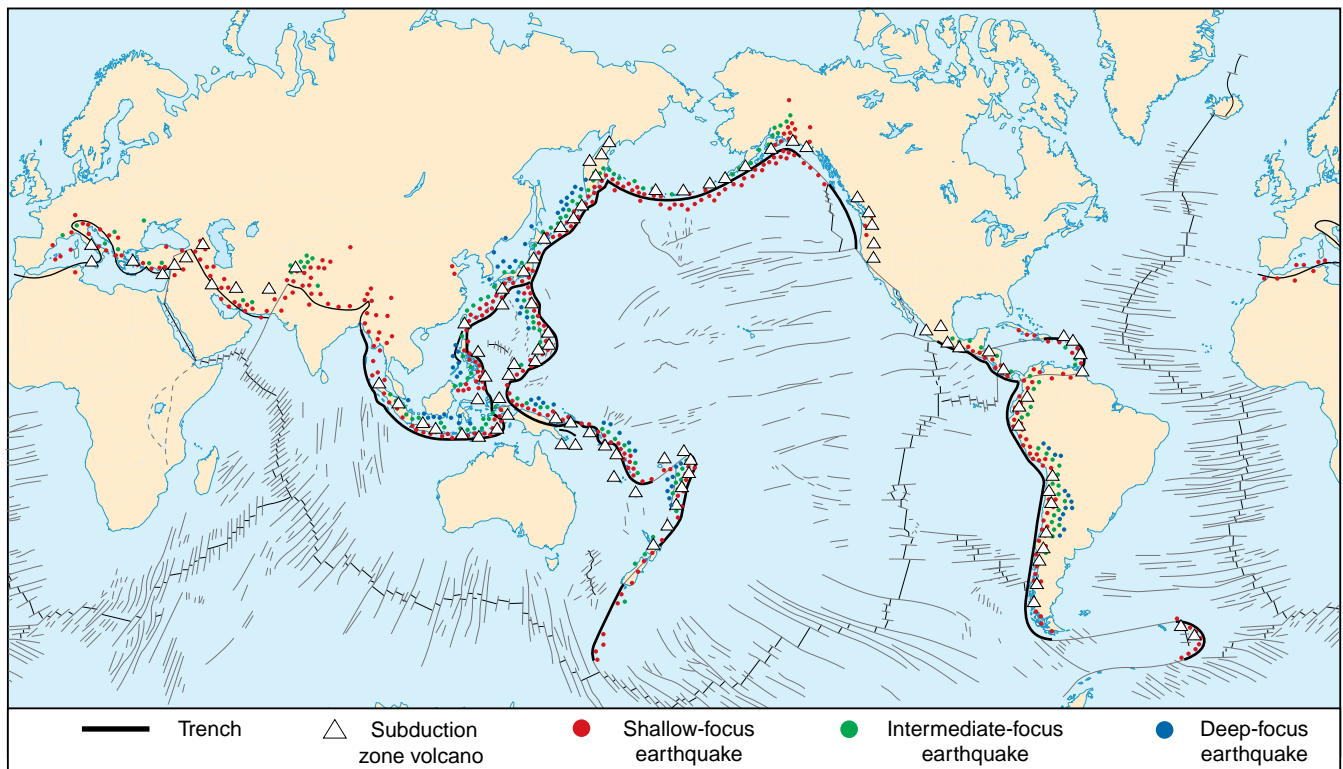 Trench
Subduction
zone volcano
Shallow-focus
earthquake
Intermediate-focus
earthquake
Deep-focus
earthquake